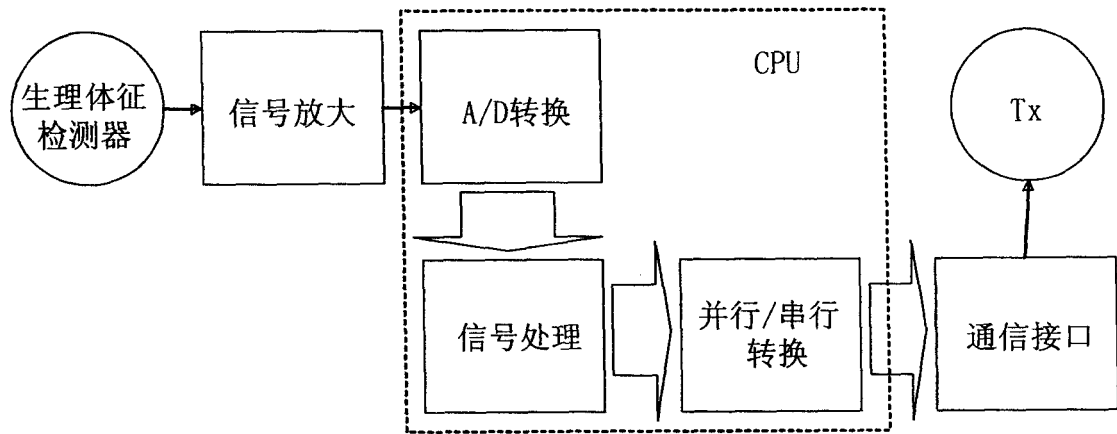 生理体征
检测器
信号放大
A/D转换
CPU
Tx
信号处理
并行/串行
转换
通信接口